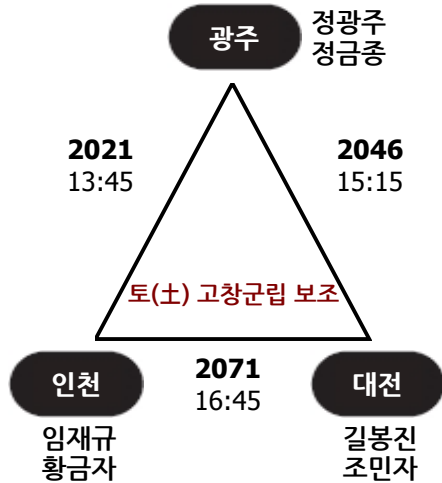 광주
정광주
정금종
2021
13:45
2046
15:15
토(土) 고창군립 보조
인천
2071
16:45
대전
임재규
황금자
길봉진
조민자